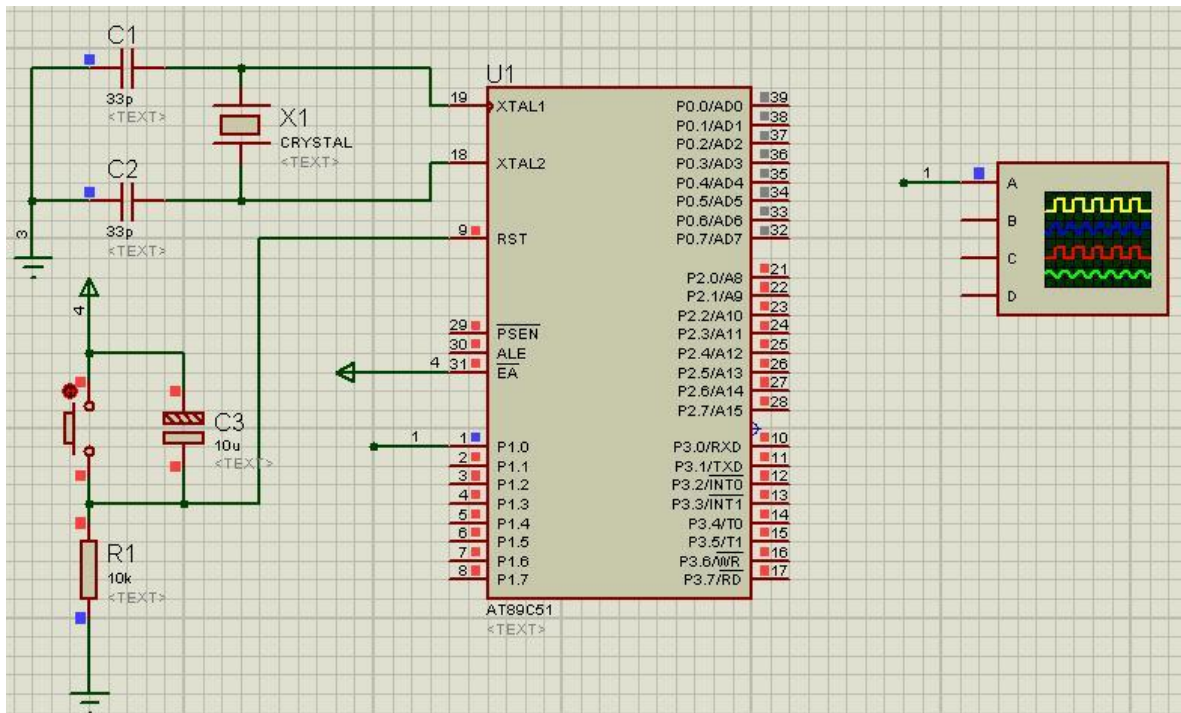 C1
33p
<TEXT>
X1
CRYSTAL
<TEXT>
C2
33p
<TEXT>
3
4
C3
10u
<TEXT>
R1
10k
<TEXT>
U1
19 XTAL1
18 XTAL2
9 RST
29 PSEN
30 ALE
4 31 EA
1 1 P1.0
2 P1.1
3 P1.2
4 P1.3
5 P1.4
6 P1.5
7 P1.6
8 P1.7
P0.0/AD0 39
P0.1/AD1 38
P0.2/AD2 37
P0.3/AD3 36
P0.4/AD4 35
P0.5/AD5 34
P0.6/AD6 33
P0.7/AD7 32
P2.0/A8 21
P2.1/A9 22
P2.2/A10 23
P2.3/A11 24
P2.4/A12 25
P2.5/A13 26
P2.6/A14 27
P2.7/A15 28
P3.0/RXD 10
P3.1/TXD 11
P3.2/INT0 12
P3.3/INT1 13
P3.4/T0 14
P3.5/T1 15
P3.6/WR 16
P3.7/RD 17
AT89C51
<TEXT>
1 A
B
C
D